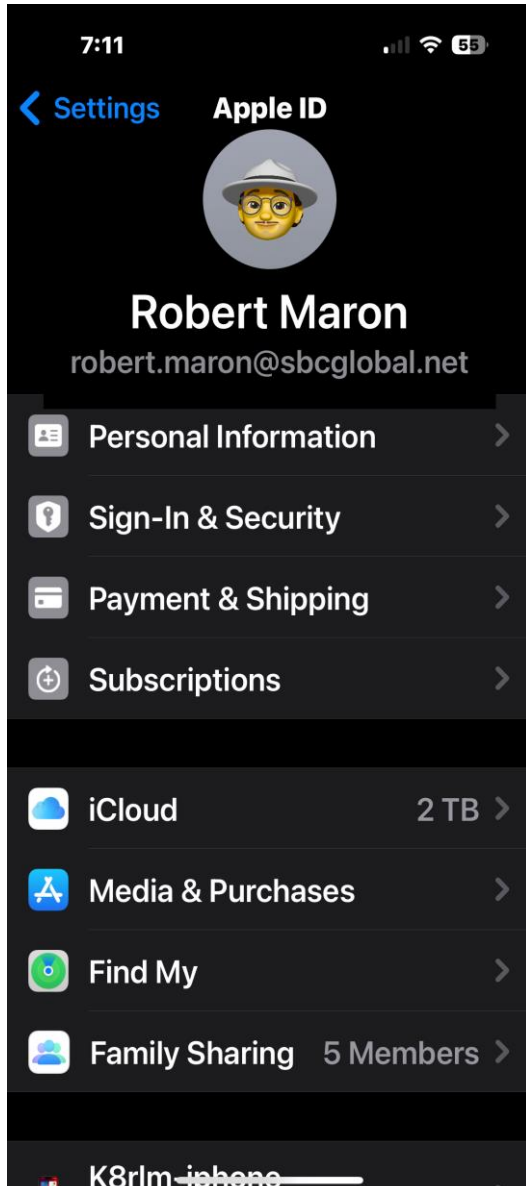 7:11
55
Settings Apple ID
Robert Maron
robert.maron@sbcglobal.net
Personal Information
Sign-In & Security
Payment & Shipping
Subscriptions
iCloud 2 TB
Media & Purchases
Find My
Family Sharing 5 Members
K8rlm-iphone